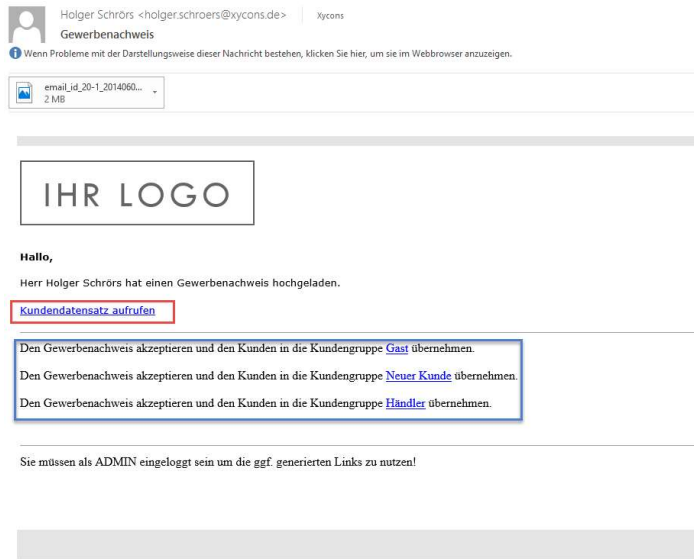 Holger Schrörs <holger.schroers@xycons.de> Xycons
Gewerbenachweis
Wenn Probleme mit der Darstellungsweise dieser Nachricht bestehen, klicken Sie hier, um sie im Webbrowser anzuzeigen.
email_id_20-1_2014060...
2 MB
IHR LOGO
Hallo,
Herr Holger Schrörs hat einen Gewerbenachweis hochgeladen.
Kundendatensatz aufrufen
Den Gewerbenachweis akzeptieren und den Kunden in die Kundengruppe Gast übernehmen.
Den Gewerbenachweis akzeptieren und den Kunden in die Kundengruppe Neuer Kunde übernehmen.
Den Gewerbenachweis akzeptieren und den Kunden in die Kundengruppe Händler übernehmen.
Sie müssen als ADMIN eingeloggt sein um die ggf. generierten Links zu nutzen!